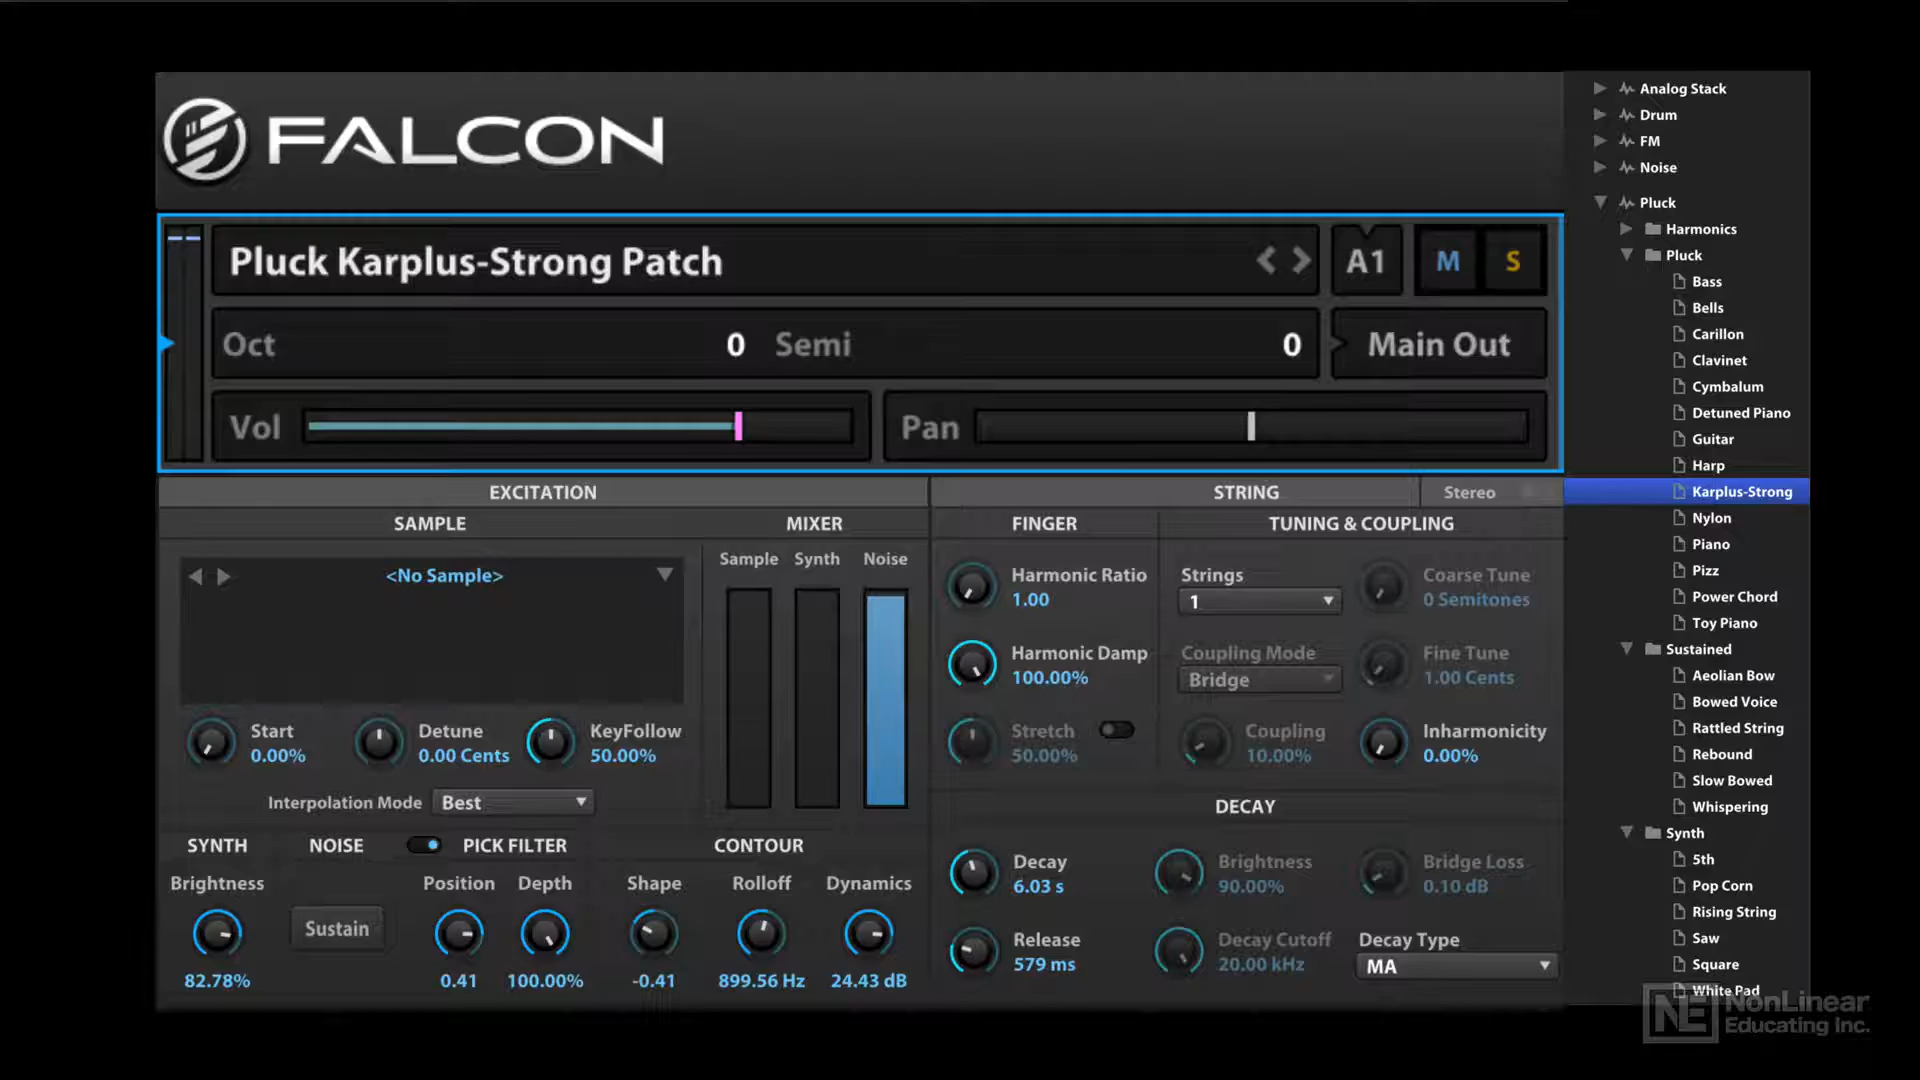 FALCON
Pluck Karplus-Strong Patch
A1
M
S
Oct 0 Semi 0
Main Out
Vol
Pan
EXCITATION
SAMPLE
MIXER
<No Sample>
Sample Synth Noise
Start
0.00%
Detune
0.00 Cents
KeyFollow
50.00%
Interpolation Mode Best
SYNTH
NOISE
PICK FILTER
CONTOUR
Brightness
82.78%
Sustain
Position
0.41
Depth
100.00%
Shape
-0.41
Rolloff
899.56 Hz
Dynamics
24.43 dB
STRING
Stereo
FINGER
TUNING & COUPLING
Harmonic Ratio
1.00
Harmonic Damp
100.00%
Stretch
50.00%
Strings
1
Coarse Tune
0 Semitones
Coupling Mode
Bridge
Fine Tune
1.00 Cents
Coupling
10.00%
Inharmonicity
0.00%
DECAY
Decay
6.03 s
Brightness
90.00%
Bridge Loss
0.10 dB
Release
579 ms
Decay Cutoff
20.00 kHz
Decay Type
MA
Analog Stack
Drum
FM
Noise
Pluck
Harmonics
Pluck
Bass
Bells
Carillon
Clavinet
Cymbalum
Detuned Piano
Guitar
Harp
Karplus-Strong
Nylon
Piano
Pizz
Power Chord
Toy Piano
Sustained
Aeolian Bow
Bowed Voice
Rattled String
Rebound
Slow Bowed
Whispering
Synth
5th
Pop Corn
Rising String
Saw
Square
White Pad
NE NonLinear
Educating Inc.